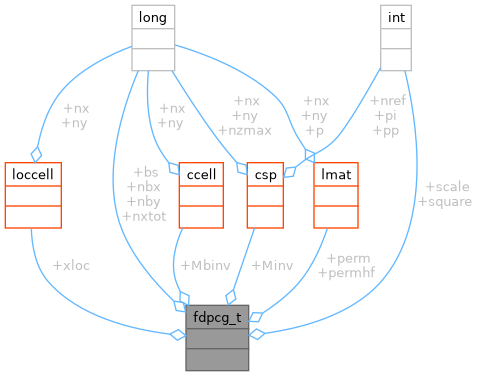 long
int
+nx
+ny
+nx
+ny
+nx
+ny
+nzmax
+nx
+ny
+p
+nref
+pi
+pp
loccell
ccell
csp
lmat
+bs
+nbx
+nby
+nxtot
+scale
+square
+xloc
+Mbinv
+Minv
+perm
+permhf
fdpcg_t